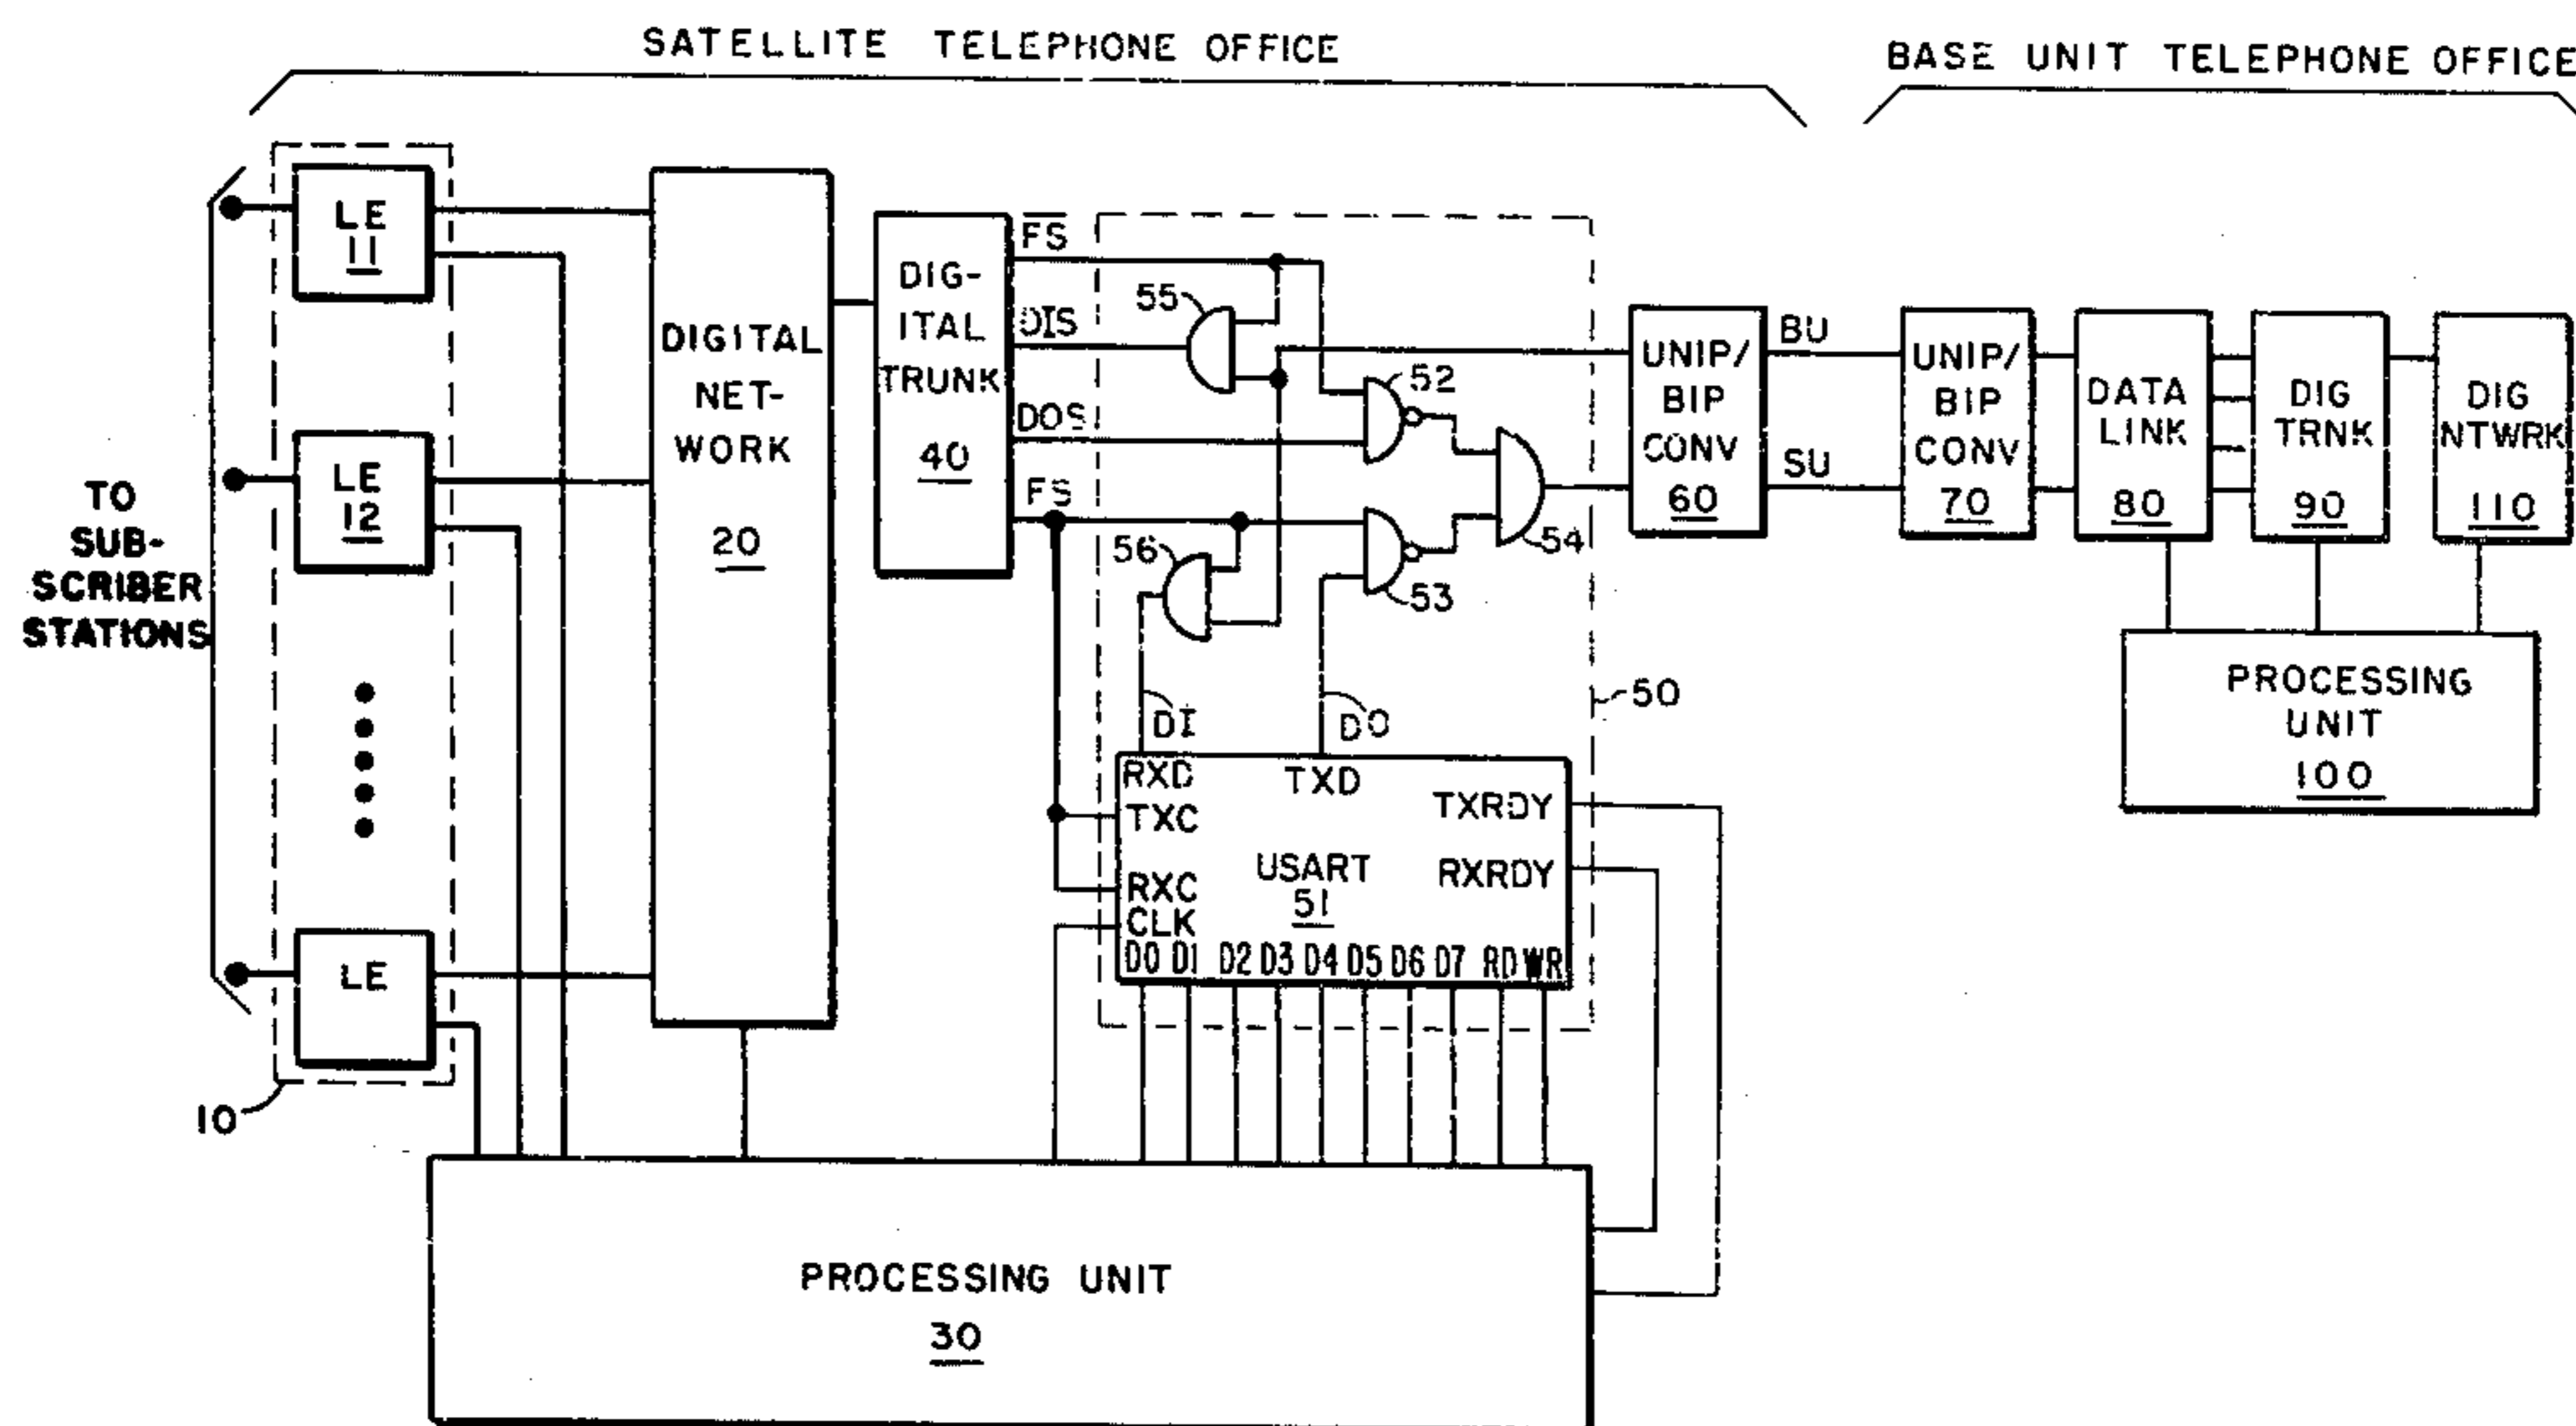 SATELLITE TELEPHONE OFFICE
BASE UNIT TELEPHONE OFFICE
TO
SUB-
SCRIBER
STATIONS
LE
11
LE
12
LE
10
DIGITAL
NET-
WORK
20
DIG-
ITAL
TRUNK
40
FS
DIS
DOS
FS
55
52
56
53
54
50
DI
DO
RXD
TXD
TXRDY
TXC
RXRDY
USART
51
RXC
CLK
D0 D1 D2 D3 D4 D5 D6 D7 RD WR
UNIP/
BIP
CONV
60
BU
SU
UNIP/
BIP
CONV
70
DATA
LINK
80
DIG
TRNK
90
DIG
NTWRK
110
PROCESSING
UNIT
100
PROCESSING UNIT
30